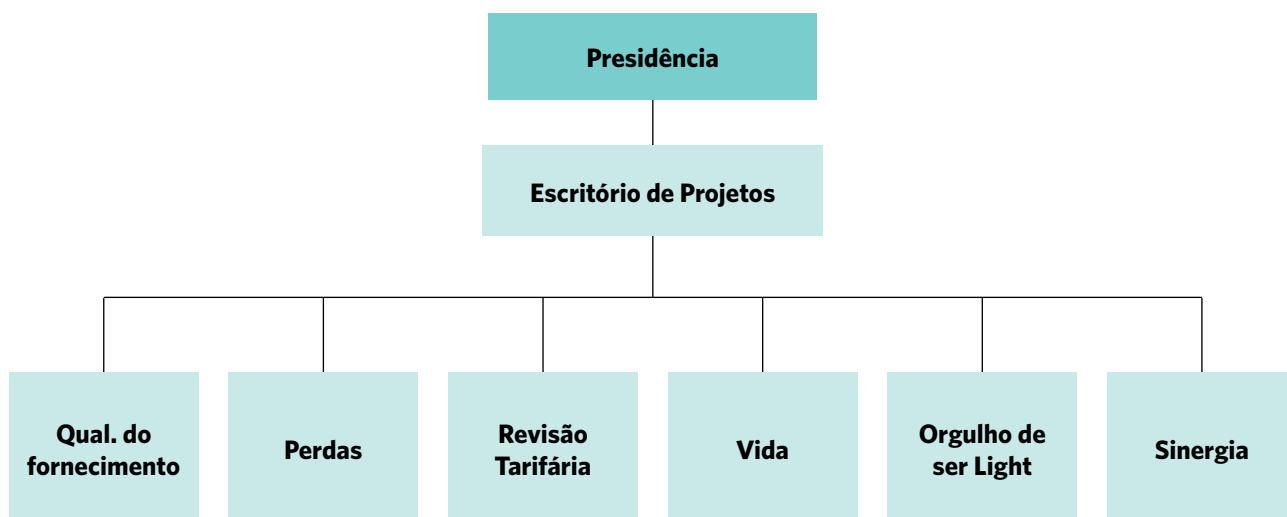 Presidência
Escritório de Projetos
Qual. do
fornecimento
Perdas
Revisão
Tarifária
Vida
Orgulho de
ser Light
Sinergia